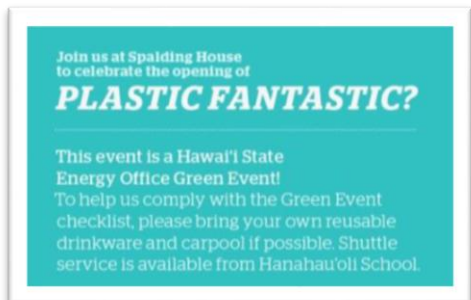 Join us at Spalding House
to celebrate the opening of
PLASTIC FANTASTIC?
This event is a Hawai'i State
Energy Office Green Event!
To help us comply with the Green Event
checklist, please bring your own reusable
drinkware and carpool if possible. Shuttle
service is available from Hanahau'oli School.